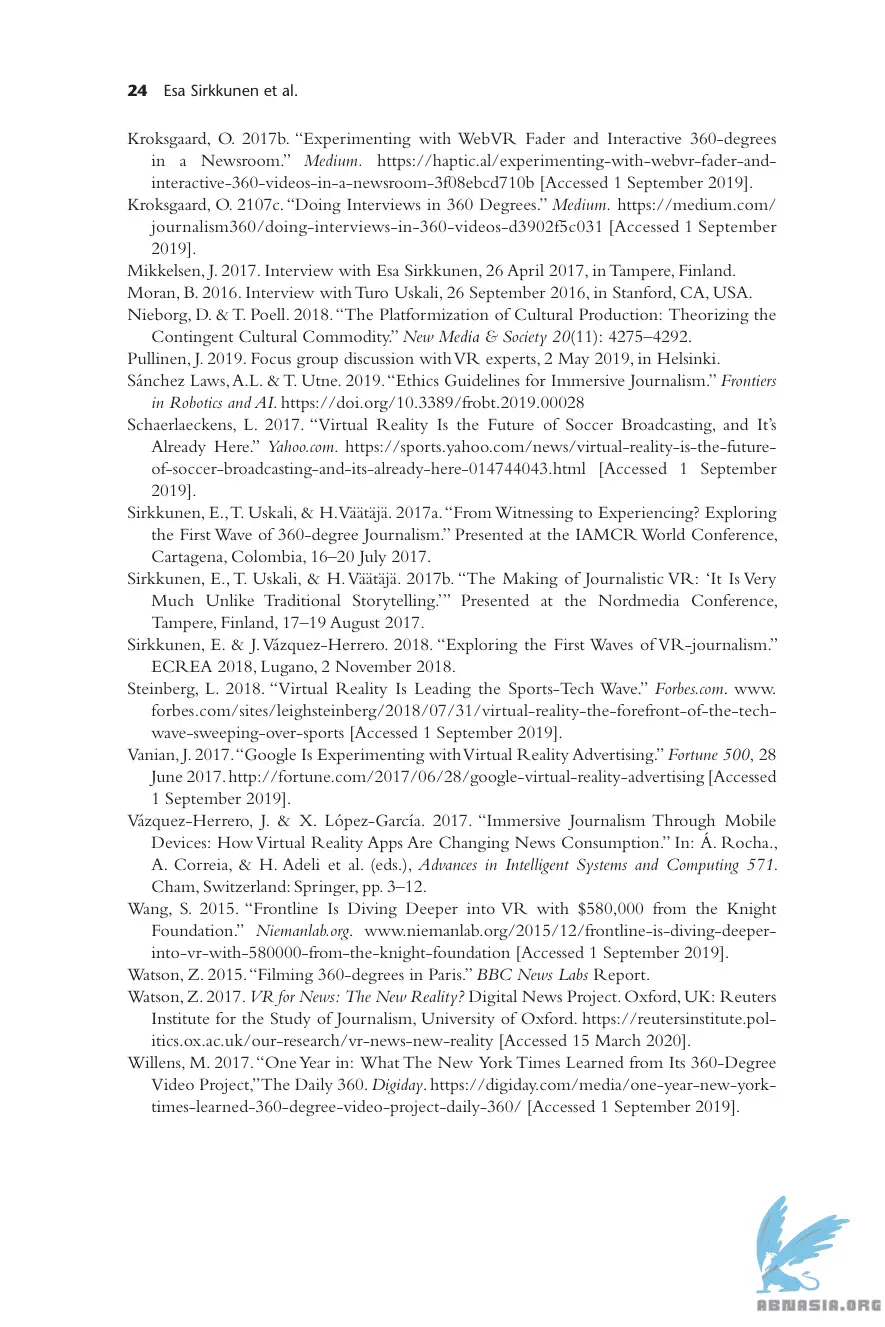 24 Esa Sirkkunen et al.
Kroksgaard, O. 2017b. “Experimenting with WebVR Fader and Interactive 360-degrees
in a Newsroom.” Medium. https://haptic.al/experimenting-with-webvr-fader-and-
interactive-360-videos-in-a-newsroom-3f08ebcd710b [Accessed 1 September 2019].
Kroksgaard, O. 2107c. “Doing Interviews in 360 Degrees.” Medium. https://medium.com/
journalism360/doing-interviews-in-360-videos-d3902f5c031 [Accessed 1 September
2019].
Mikkelsen, J. 2017. Interview with Esa Sirkkunen, 26 April 2017, in Tampere, Finland.
Moran, B. 2016. Interview with Turo Uskali, 26 September 2016, in Stanford, CA, USA.
Nieborg, D. & T. Poell. 2018. “The Platformization of Cultural Production: Theorizing the
Contingent Cultural Commodity.” New Media & Society 20(11): 4275–4292.
Pullinen, J. 2019. Focus group discussion with VR experts, 2 May 2019, in Helsinki.
Sánchez Laws, A.L. & T. Utne. 2019. “Ethics Guidelines for Immersive Journalism.” Frontiers
in Robotics and AI. https://doi.org/10.3389/frobt.2019.00028
Schaerlaeckens, L. 2017. “Virtual Reality Is the Future of Soccer Broadcasting, and It’s
Already Here.” Yahoo.com. https://sports.yahoo.com/news/virtual-reality-is-the-future-
of-soccer-broadcasting-and-its-already-here-014744043.html [Accessed 1 September
2019].
Sirkkunen, E., T. Uskali, & H. Väätäjä. 2017a. “From Witnessing to Experiencing? Exploring
the First Wave of 360-degree Journalism.” Presented at the IAMCR World Conference,
Cartagena, Colombia, 16–20 July 2017.
Sirkkunen, E., T. Uskali, & H. Väätäjä. 2017b. “The Making of Journalistic VR: ‘It Is Very
Much Unlike Traditional Storytelling.’” Presented at the Nordmedia Conference,
Tampere, Finland, 17–19 August 2017.
Sirkkunen, E. & J. Vázquez-Herrero. 2018. “Exploring the First Waves of VR-journalism.”
ECREA 2018, Lugano, 2 November 2018.
Steinberg, L. 2018. “Virtual Reality Is Leading the Sports-Tech Wave.” Forbes.com. www.
forbes.com/sites/leighsteinberg/2018/07/31/virtual-reality-the-forefront-of-the-tech-
wave-sweeping-over-sports [Accessed 1 September 2019].
Vanian, J. 2017. “Google Is Experimenting with Virtual Reality Advertising.” Fortune 500, 28
June 2017. http://fortune.com/2017/06/28/google-virtual-reality-advertising [Accessed
1 September 2019].
Vázquez-Herrero, J. & X. López-García. 2017. “Immersive Journalism Through Mobile
Devices: How Virtual Reality Apps Are Changing News Consumption.” In: Á. Rocha.,
A. Correia, & H. Adeli et al. (eds.), Advances in Intelligent Systems and Computing 571.
Cham, Switzerland: Springer, pp. 3–12.
Wang, S. 2015. “Frontline Is Diving Deeper into VR with $580,000 from the Knight
Foundation.” Niemanlab.org. www.niemanlab.org/2015/12/frontline-is-diving-deeper-
into-vr-with-580000-from-the-knight-foundation [Accessed 1 September 2019].
Watson, Z. 2015. “Filming 360-degrees in Paris.” BBC News Labs Report.
Watson, Z. 2017. VR for News: The New Reality? Digital News Project. Oxford, UK: Reuters
Institute for the Study of Journalism, University of Oxford. https://reutersinstitute.pol-
itics.ox.ac.uk/our-research/vr-news-new-reality [Accessed 15 March 2020].
Willens, M. 2017. “One Year in: What The New York Times Learned from Its 360-Degree
Video Project,” The Daily 360. Digiday. https://digiday.com/media/one-year-new-york-
times-learned-360-degree-video-project-daily-360/ [Accessed 1 September 2019].
ABNASIA.ORG